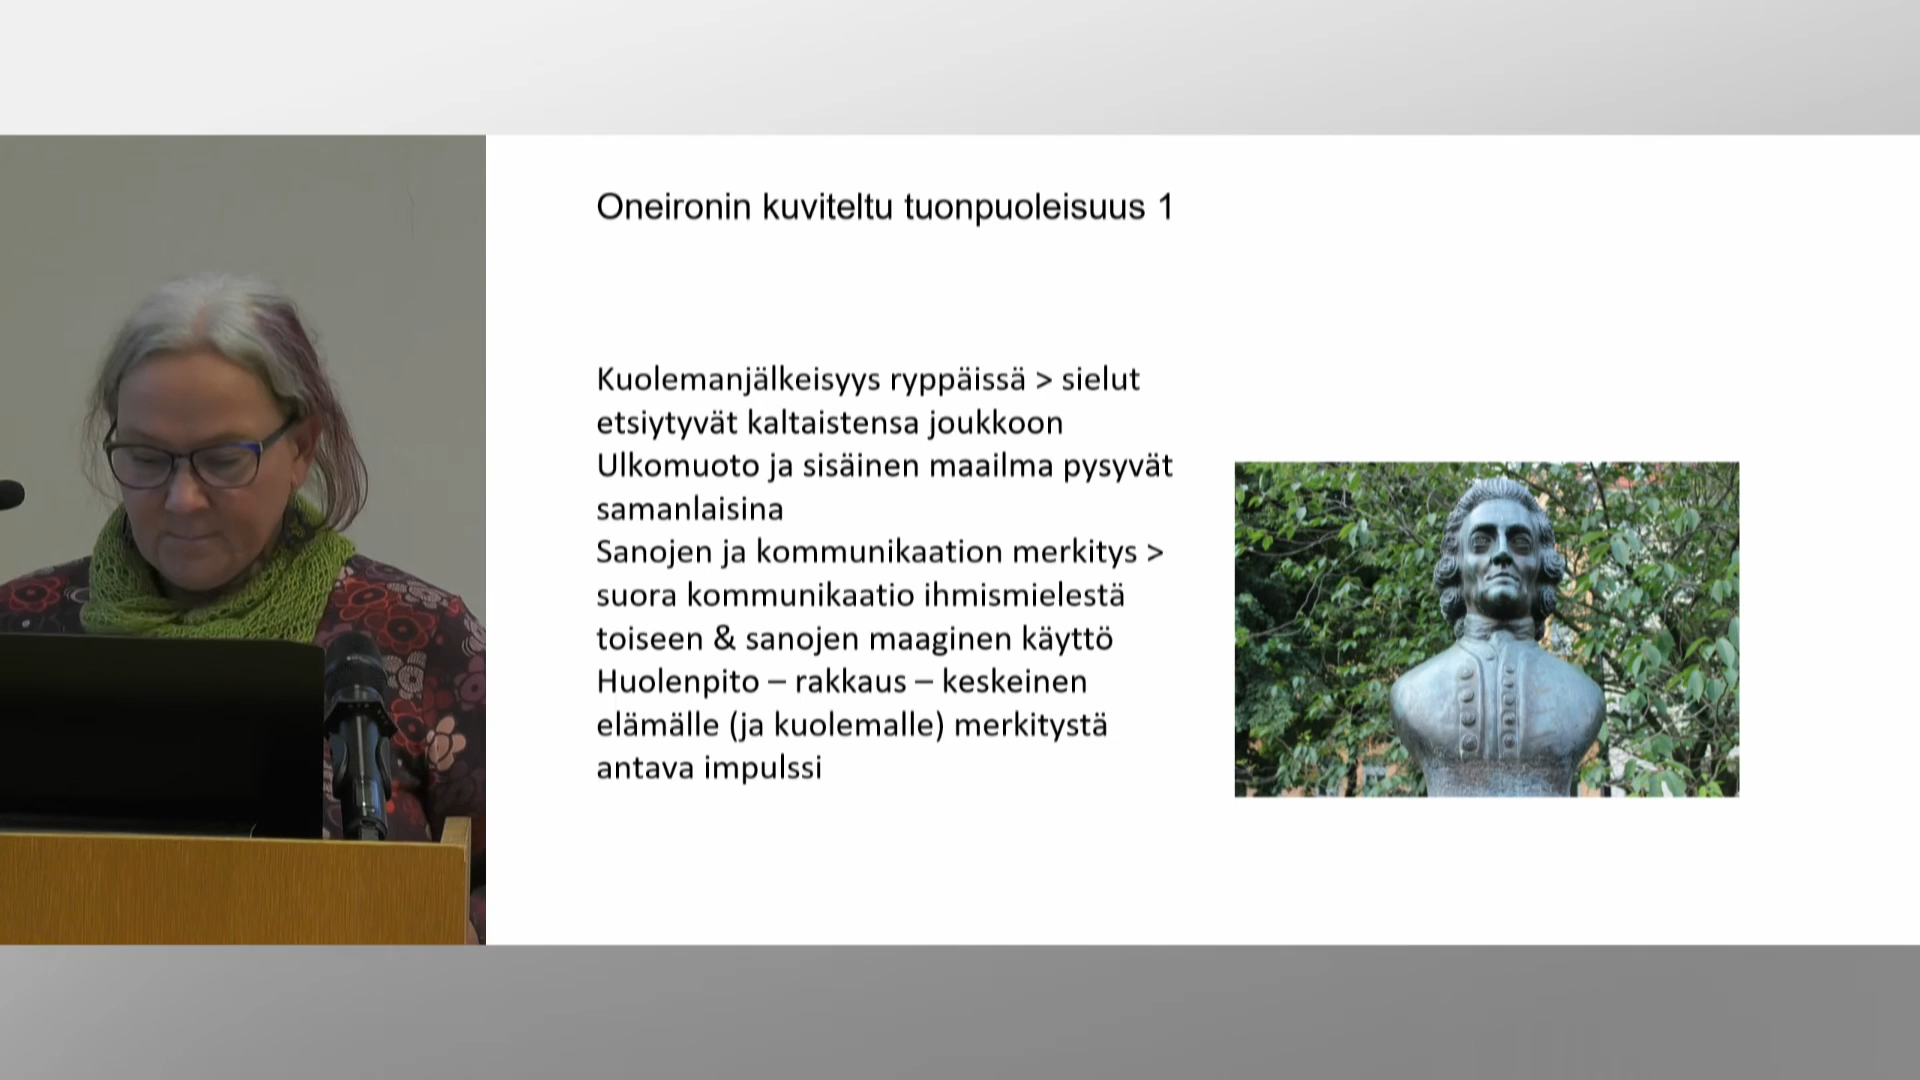 Oneironin kuviteltu tuonpuoleisuus 1
Kuolemanjälkeisyys ryppäissä > sielut
etsiytyvät kaltaistensa joukkoon
Ulkomuoto ja sisäinen maailma pysyvät
samanlaisina
Sanojen ja kommunikaation merkitys >
suora kommunikaatio ihmismielestä
toiseen & sanojen maaginen käyttö
Huolenpito – rakkaus – keskeinen
elämälle (ja kuolemalle) merkitystä
antava impulssi